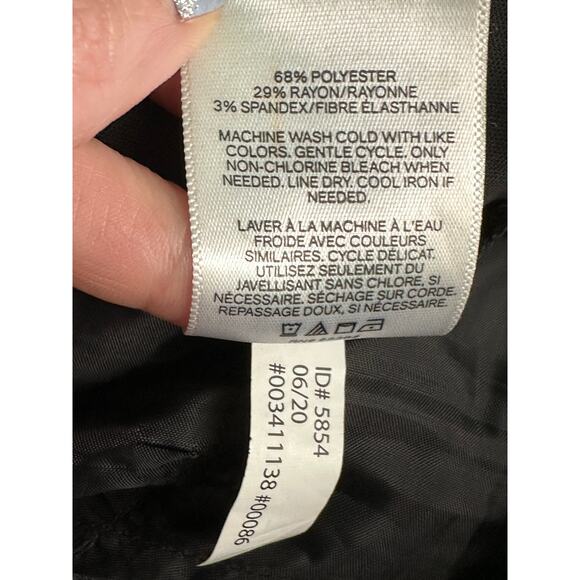 68% POLYESTER
29% RAYON/RAYONNE
3% SPANDEX/FIBRE ÉLASTHANNE
MACHINE WASH COLD WITH LIKE
COLORS. GENTLE CYCLE. ONLY
NON-CHLORINE BLEACH WHEN
NEEDED. LINE DRY. COOL IRON IF
NEEDED.
LAVER À LA MACHINE À L'EAU
FROIDE AVEC COULEURS
SIMILAIRES. CYCLE DÉLICAT.
UTILISEZ SEULEMENT DU
JAVELLISANT SANS CHLORE, SI
NÉCESSAIRE. SÉCHAGE SUR CORDE.
REPASSAGE DOUX, SI NÉCESSAIRE.
ID# 5854
06/20
#003411138 #00086